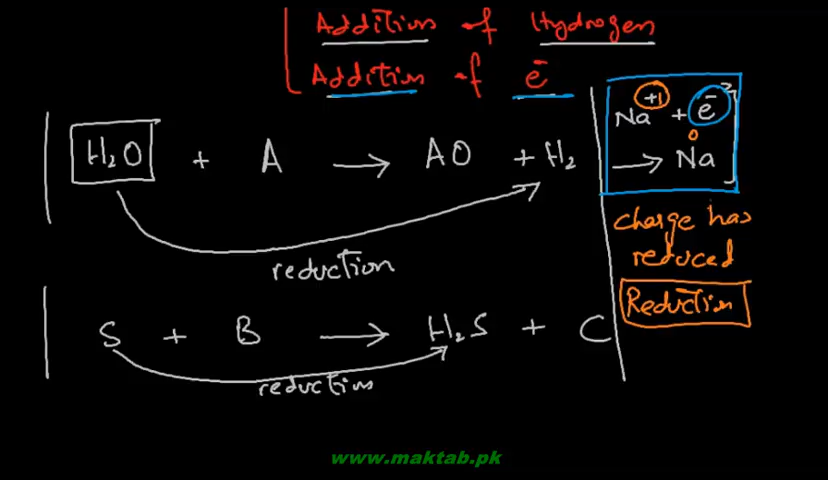 Addition of Hydrogen
Addition of e⁻
H₂O + A → AO + H₂
reduction
S + B → H₂S + C
reduction
Na⁺¹ + e⁻
→ Na⁰
charge has
reduced
Reduction
www.maktab.pk